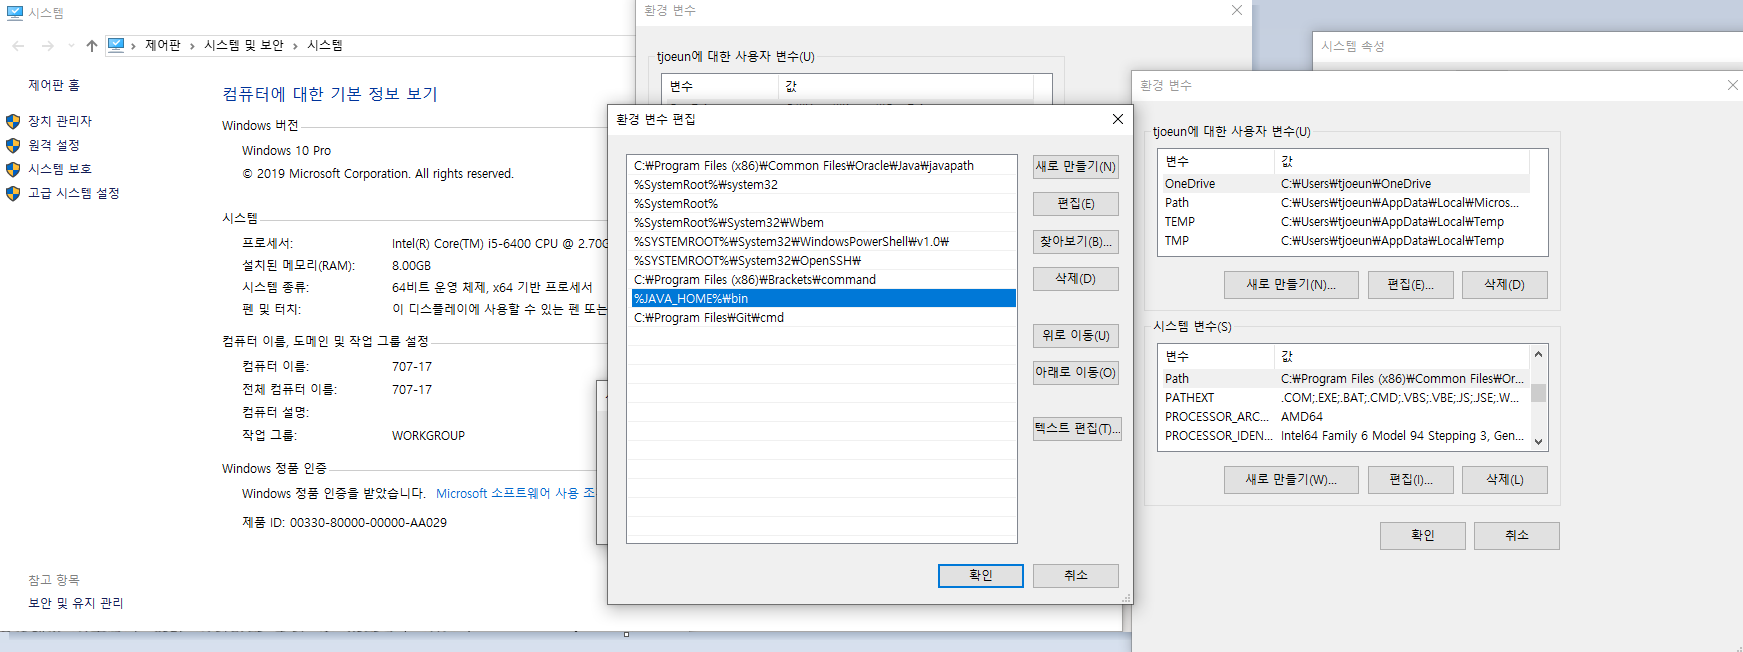 시스템
제어판 > 시스템 및 보안 > 시스템
제어판 홈
장치 관리자
원격 설정
시스템 보호
고급 시스템 설정
참고 항목
보안 및 유지 관리
컴퓨터에 대한 기본 정보 보기
Windows 버전
Windows 10 Pro
© 2019 Microsoft Corporation. All rights reserved.
시스템
프로세서: Intel(R) Core(TM) i5-6400 CPU @ 2.70G
설치된 메모리(RAM): 8.00GB
시스템 종류: 64비트 운영 체제, x64 기반 프로세서
펜 및 터치: 이 디스플레이에 사용할 수 있는 펜 또는
컴퓨터 이름, 도메인 및 작업 그룹 설정
컴퓨터 이름: 707-17
전체 컴퓨터 이름: 707-17
컴퓨터 설명:
작업 그룹: WORKGROUP
Windows 정품 인증
Windows 정품 인증을 받았습니다. Microsoft 소프트웨어 사용 조
제품 ID: 00330-80000-00000-AA029
환경 변수
tjoeun에 대한 사용자 변수(U)
변수 값
환경 변수 편집
C:₩Program Files (x86)₩Common Files₩Oracle₩Java₩javapath
%SystemRoot%₩system32
%SystemRoot%
%SystemRoot%₩System32₩Wbem
%SYSTEMROOT%₩System32₩WindowsPowerShell₩v1.0₩
%SYSTEMROOT%₩System32₩OpenSSH₩
C:₩Program Files (x86)₩Brackets₩command
%JAVA_HOME%₩bin
C:₩Program Files₩Git₩cmd
새로 만들기(N)
편집(E)
찾아보기(B)...
삭제(D)
위로 이동(U)
아래로 이동(O)
텍스트 편집(T)...
확인 취소
시스템 속성
환경 변수
tjoeun에 대한 사용자 변수(U)
변수 값
OneDrive C:₩Users₩tjoeun₩OneDrive
Path C:₩Users₩tjoeun₩AppData₩Local₩Micros...
TEMP C:₩Users₩tjoeun₩AppData₩Local₩Temp
TMP C:₩Users₩tjoeun₩AppData₩Local₩Temp
새로 만들기(N)... 편집(E)... 삭제(D)
시스템 변수(S)
변수 값
Path C:₩Program Files (x86)₩Common Files₩Or...
PATHEXT .COM;.EXE;.BAT;.CMD;.VBS;.VBE;.JS;.JSE;.W...
PROCESSOR_ARC... AMD64
PROCESSOR_IDEN... Intel64 Family 6 Model 94 Stepping 3, Gen...
새로 만들기(W)... 편집(I)... 삭제(L)
확인 취소